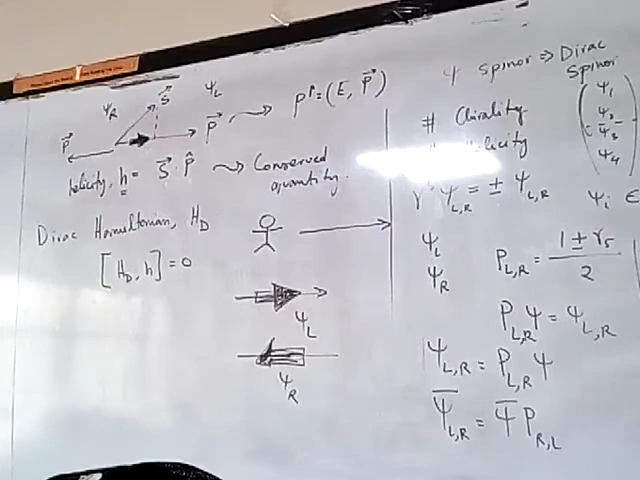 ψ_R S⃗ ψ_L
P⃗ P⃗ ⇝ p^μ = (E, P⃗)
helicity, h = S⃗ · P̂ ⇝ Conserved
quantity.
Dirac Hamiltonian, H_D
[H_D, h] = 0
ψ_L
ψ_R
ψ spinor ⇒ Dirac
Spinor
ψ_1
ψ_2
ψ_3
ψ_4
# Chirality
ψ_{L,R} = ± ψ_{L,R}
ψ_i ∈
ψ_L
ψ_R
P_{L,R} = (1 ± γ_5) / 2
P_{L,R} ψ = ψ_{L,R}
ψ_{L,R} = P_{L,R} ψ
ψ̄_{L,R} = ψ̄ P_{R,L}